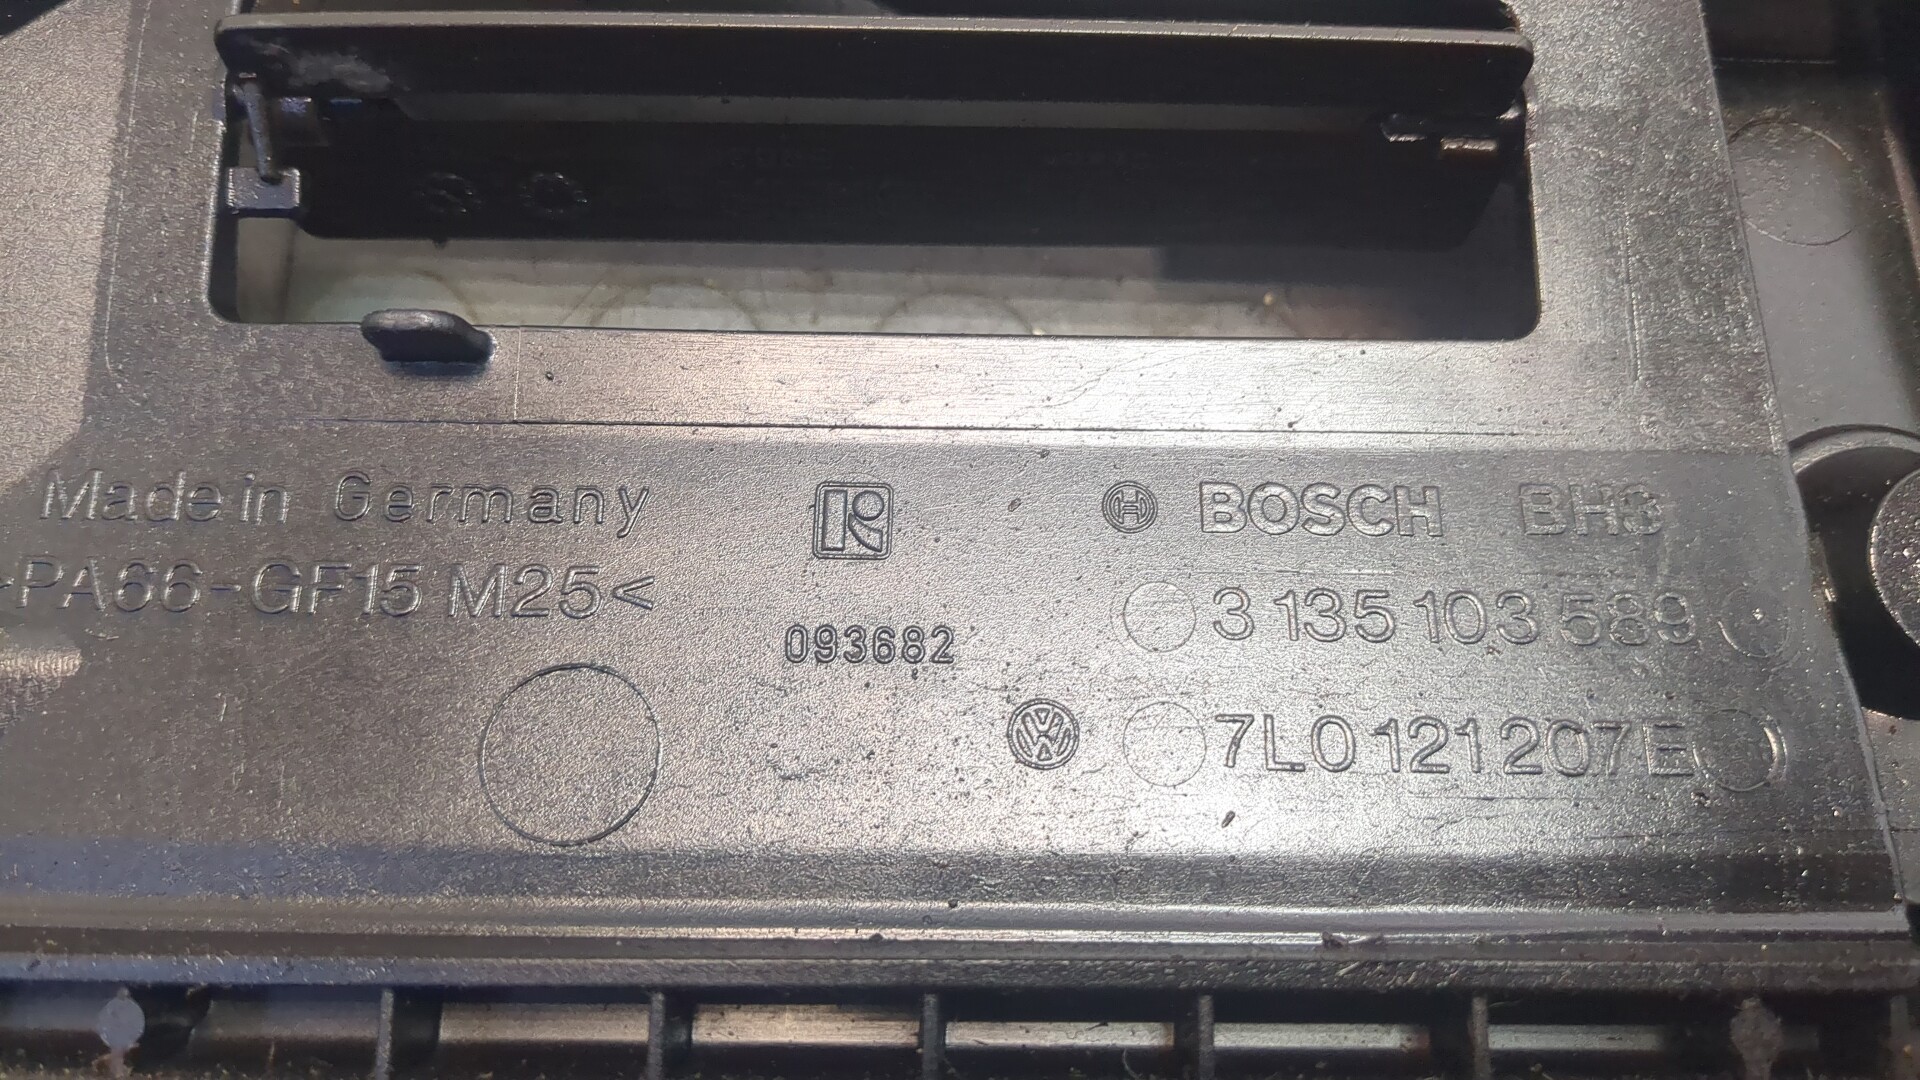 Made in Germany
>PA66-GF15 M25<
093682
BOSCH BH3
3 135 103 589
7L0 121 207 E